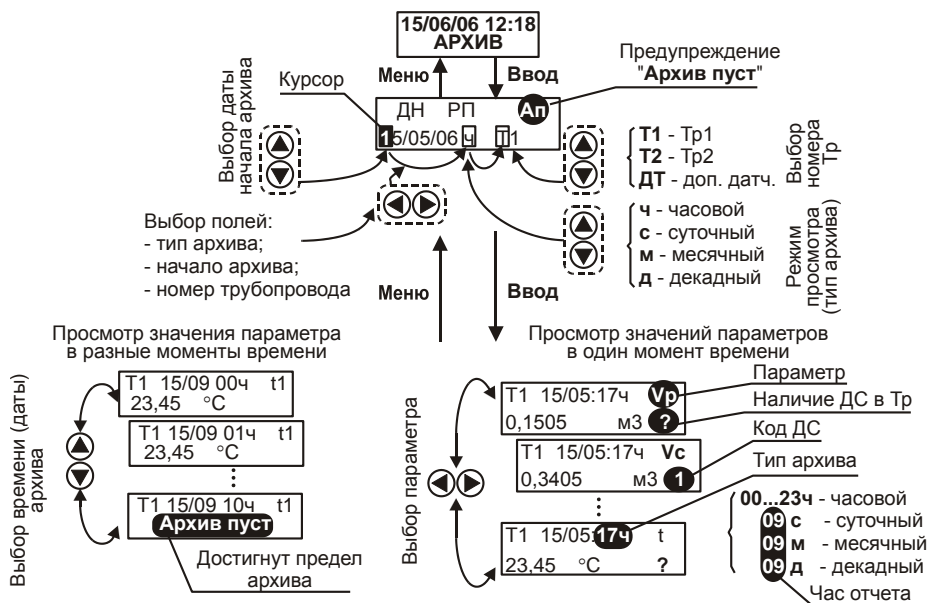 15/06/06 12:18
АРХИВ
Меню
Ввод
Предупреждение
"Архив пуст"
Курсор
Выбор даты
начала архива
ДН РП Ап
15/05/06 ч Т1
Т1 - Тр1
Т2 - Тр2
ДТ - доп. датч.
Выбор
номера
Тр
Выбор полей:
- тип архива;
- начало архива;
- номер трубопровода
ч - часовой
с - суточный
м - месячный
д - декадный
Режим
просмотра
(тип архива)
Меню
Ввод
Просмотр значения параметра
в разные моменты времени
Выбор времени (даты)
архива
Т1 15/09 00ч t1
23,45 °С
Т1 15/09 01ч t1
23,45 °С
Т1 15/09 10ч t1
Архив пуст
Достигнут предел
архива
Просмотр значений параметров
в один момент времени
Выбор параметра
Т1 15/05:17ч Vp
0,1505 м3 ?
Т1 15/05:17ч Vc
0,3405 м3 1
Т1 15/05:17ч t
23,45 °С ?
Параметр
Наличие ДС в Тр
Код ДС
Тип архива
00...23ч - часовой
09 с - суточный
09 м - месячный
09 д - декадный
Час отчета